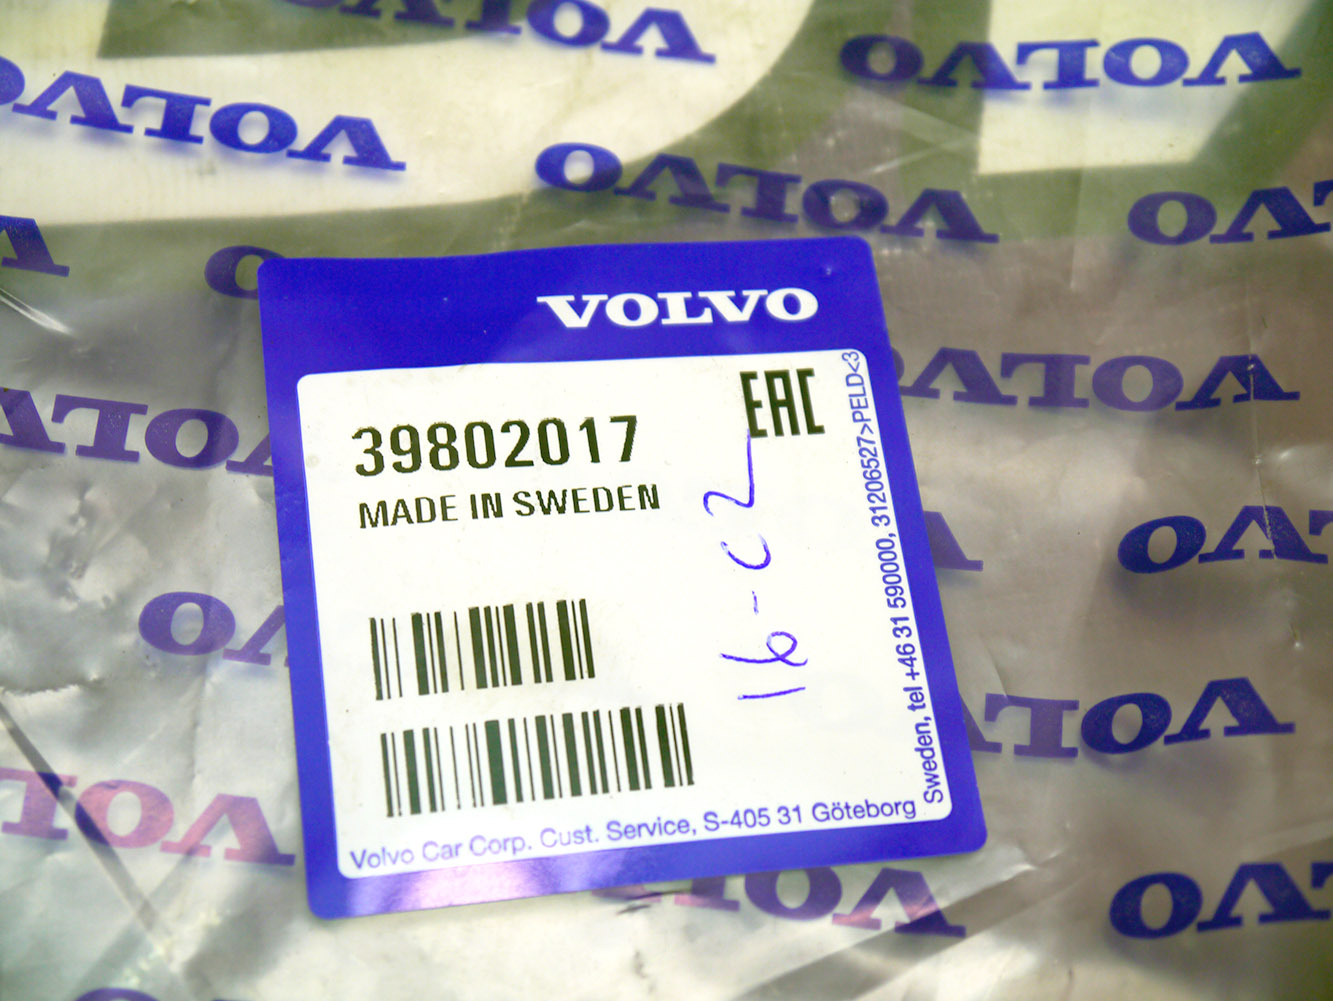 VOLVO
EAC
39802017
MADE IN SWEDEN
16-02
Volvo Car Corp. Cust. Service, S-405 31 Göteborg
Sweden, tel +46 31 590000, 31206527>PELD<3
VOLVO
VOLVO
VOLVO
VOLVO
VOLVO
VOLVO
VOLVO
VOLVO